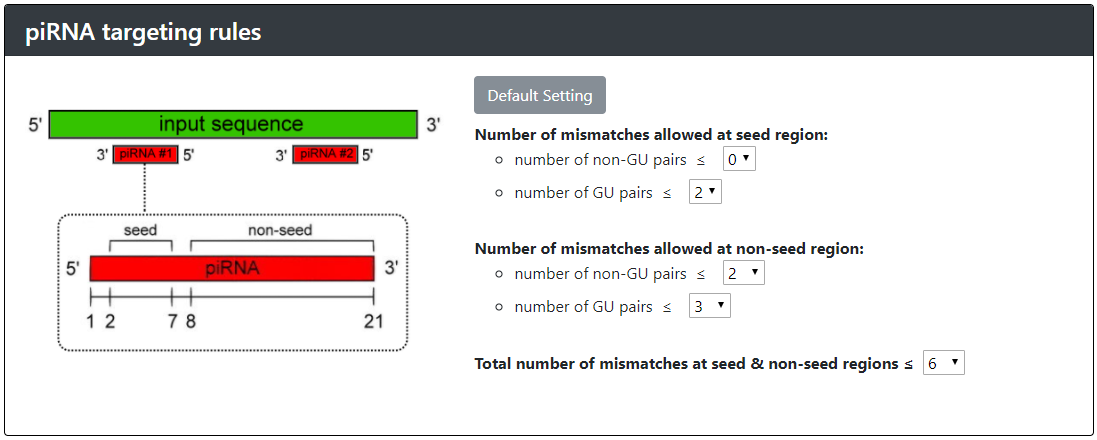 piRNA targeting rules
5' input sequence 3'
3' piRNA #1 5' 3' piRNA #2 5'
seed non-seed
5' piRNA 3'
1 2 7 8 21
Default Setting
Number of mismatches allowed at seed region:
number of non-GU pairs ≤ 0
number of GU pairs ≤ 2
Number of mismatches allowed at non-seed region:
number of non-GU pairs ≤ 2
number of GU pairs ≤ 3
Total number of mismatches at seed & non-seed regions ≤ 6